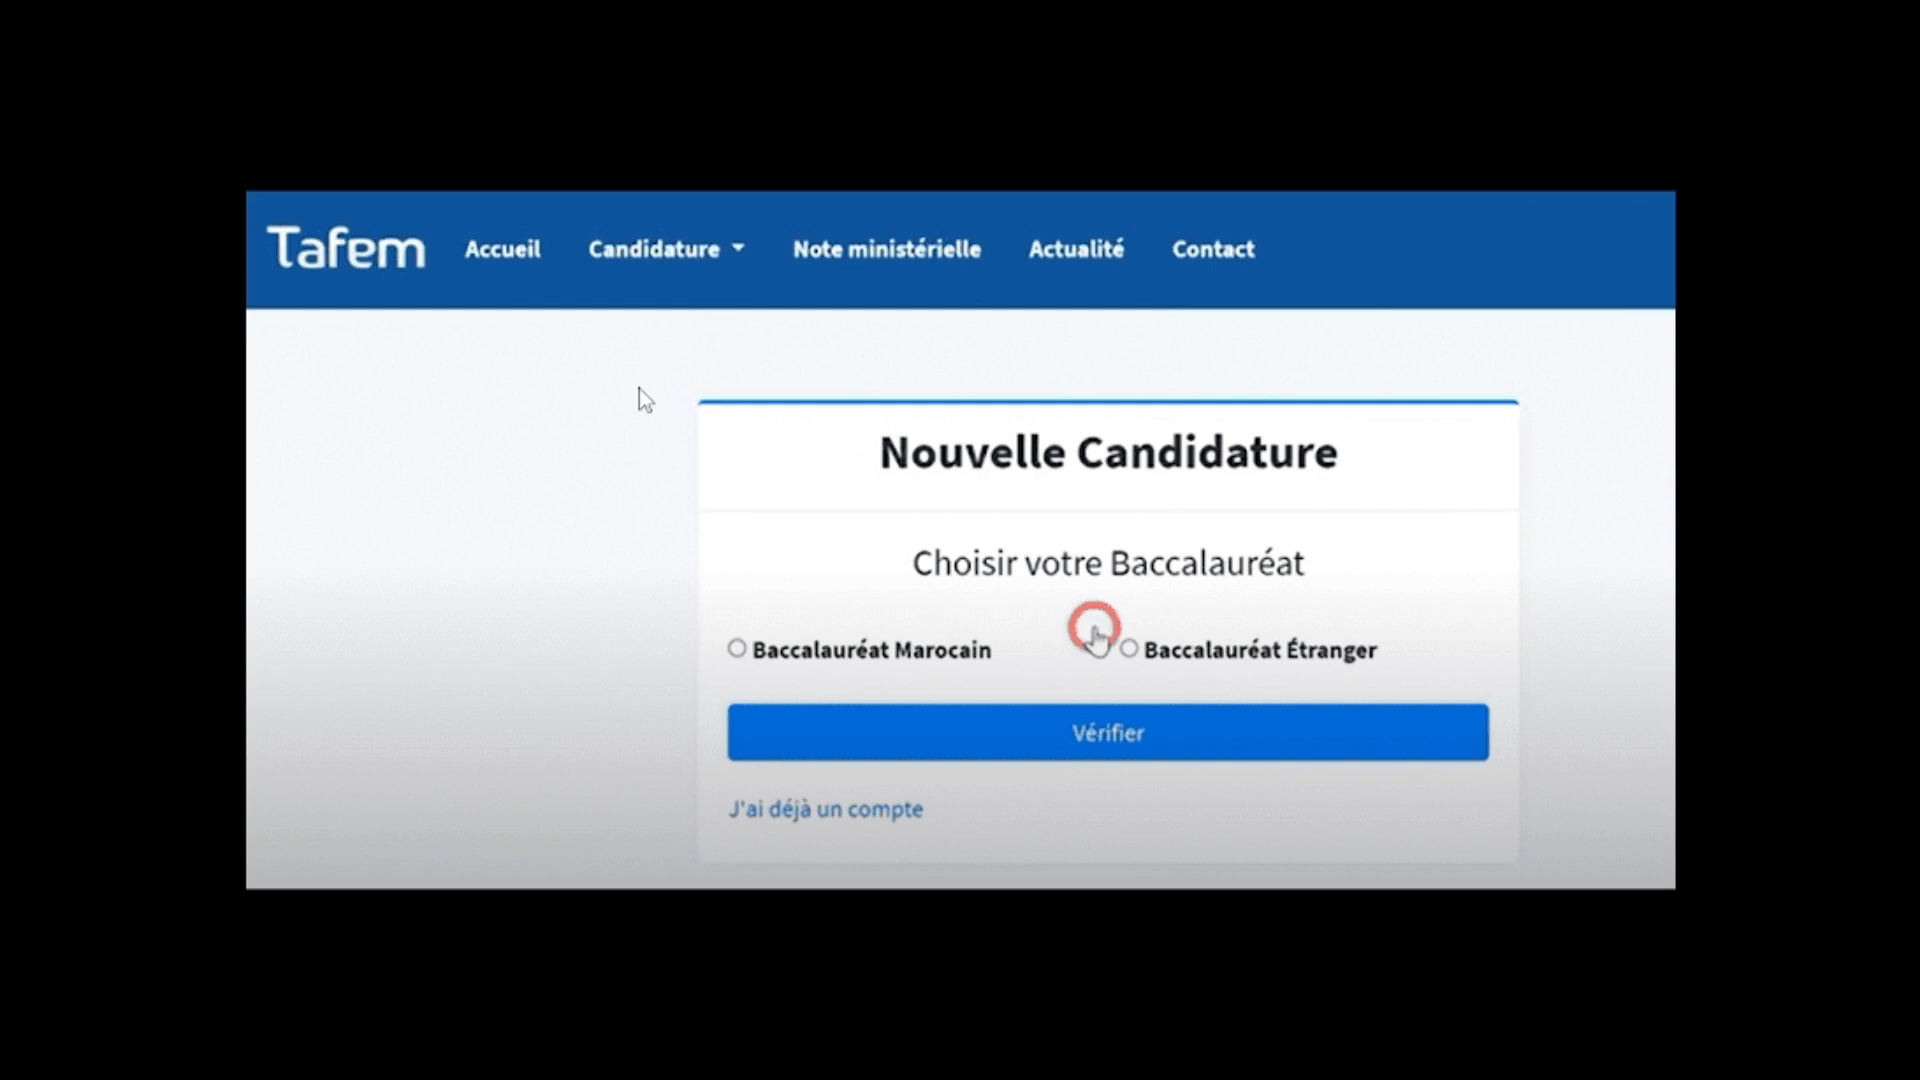 Tafem Accueil Candidature Note ministérielle Actualité Contact
Nouvelle Candidature
Choisir votre Baccalauréat
Baccalauréat Marocain Baccalauréat Étranger
Vérifier
J'ai déjà un compte